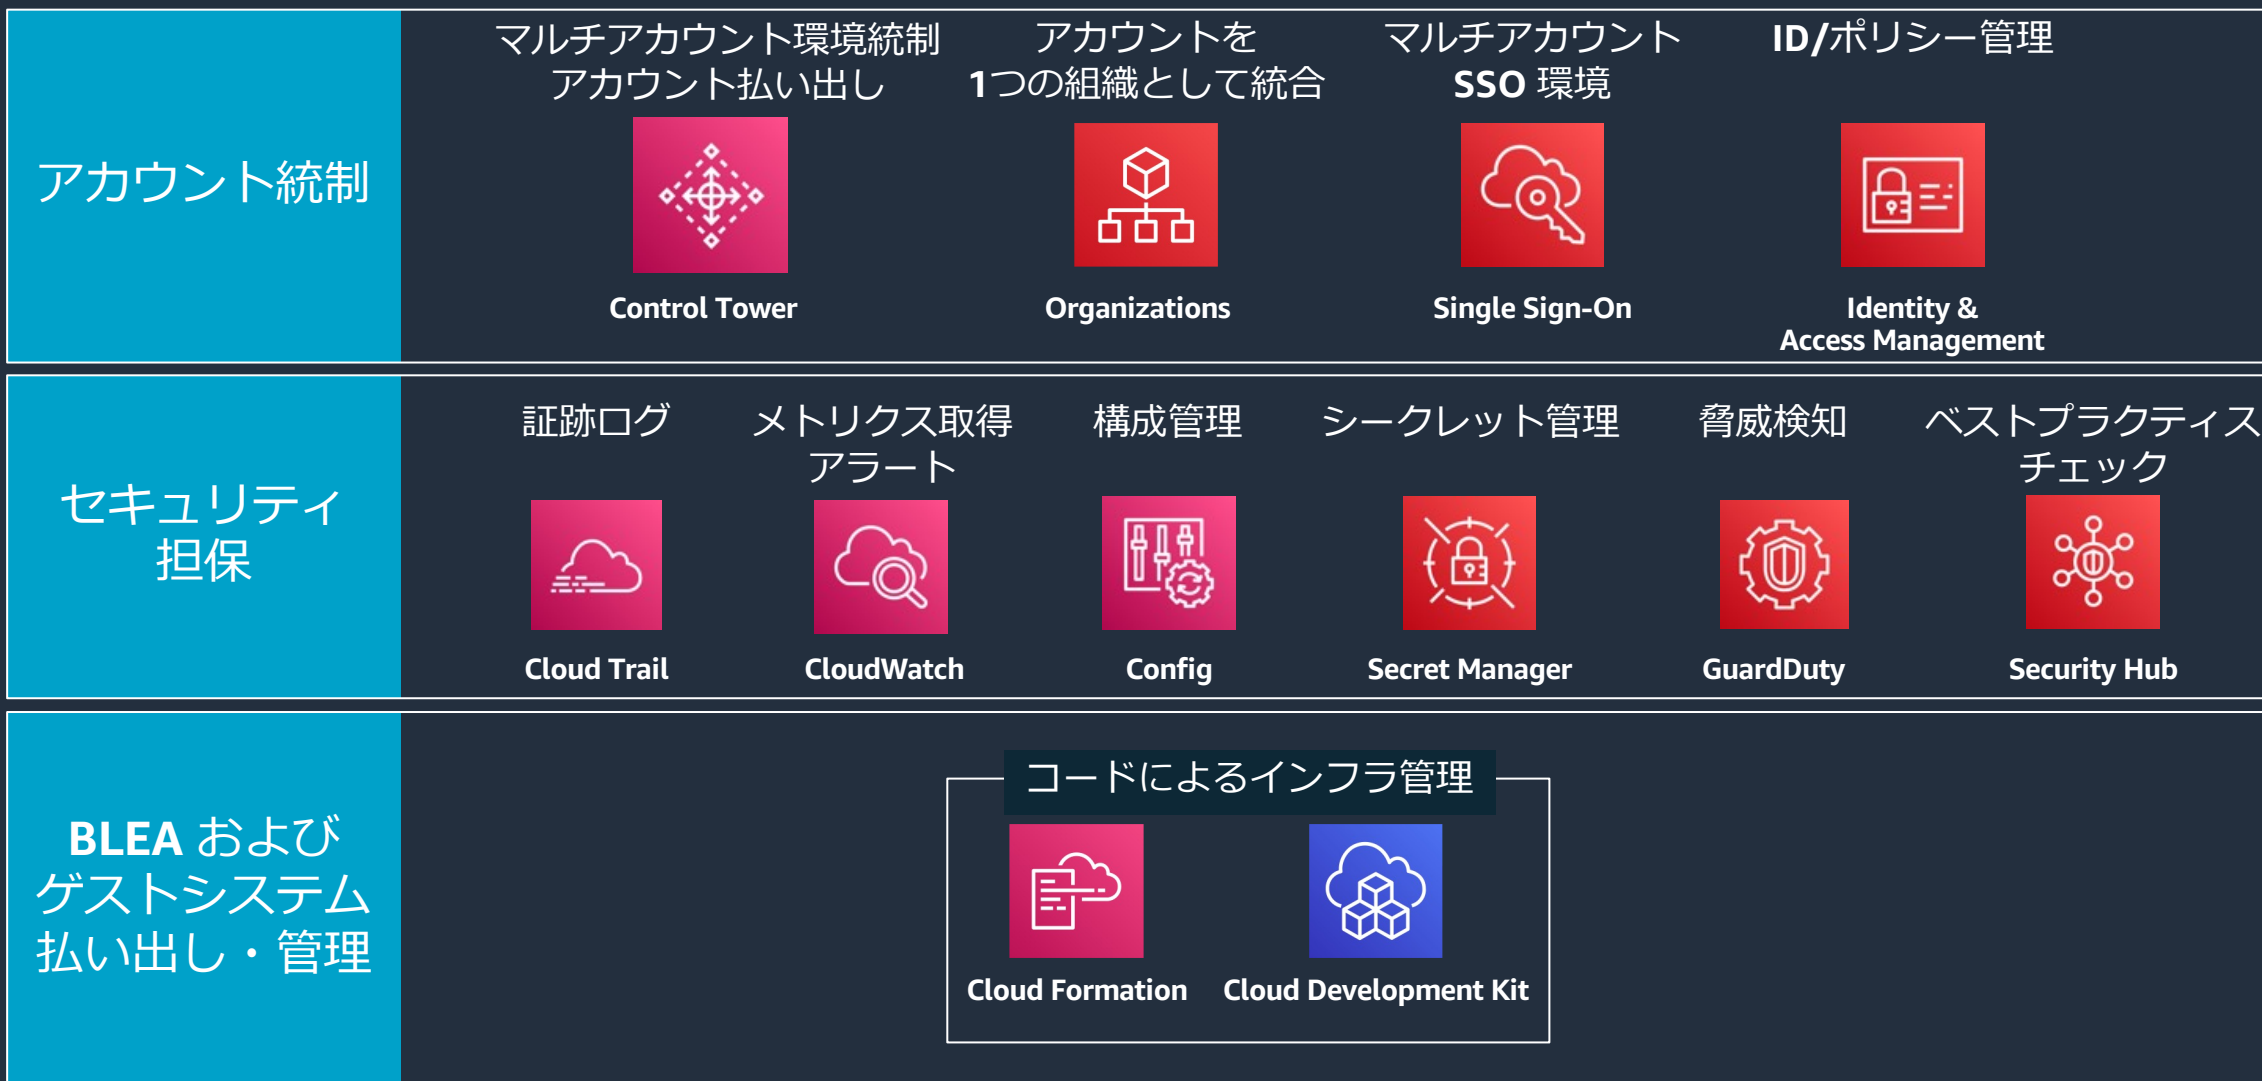 アカウント統制
マルチアカウント環境統制
アカウント払い出し
Control Tower
アカウントを
1つの組織として統合
Organizations
マルチアカウント
SSO 環境
Single Sign-On
ID/ポリシー管理
Identity &
Access Management
セキュリティ
担保
証跡ログ
Cloud Trail
メトリクス取得
アラート
CloudWatch
構成管理
Config
シークレット管理
Secret Manager
脅威検知
GuardDuty
ベストプラクティス
チェック
Security Hub
BLEA および
ゲストシステム
払い出し・管理
コードによるインフラ管理
Cloud Formation
Cloud Development Kit